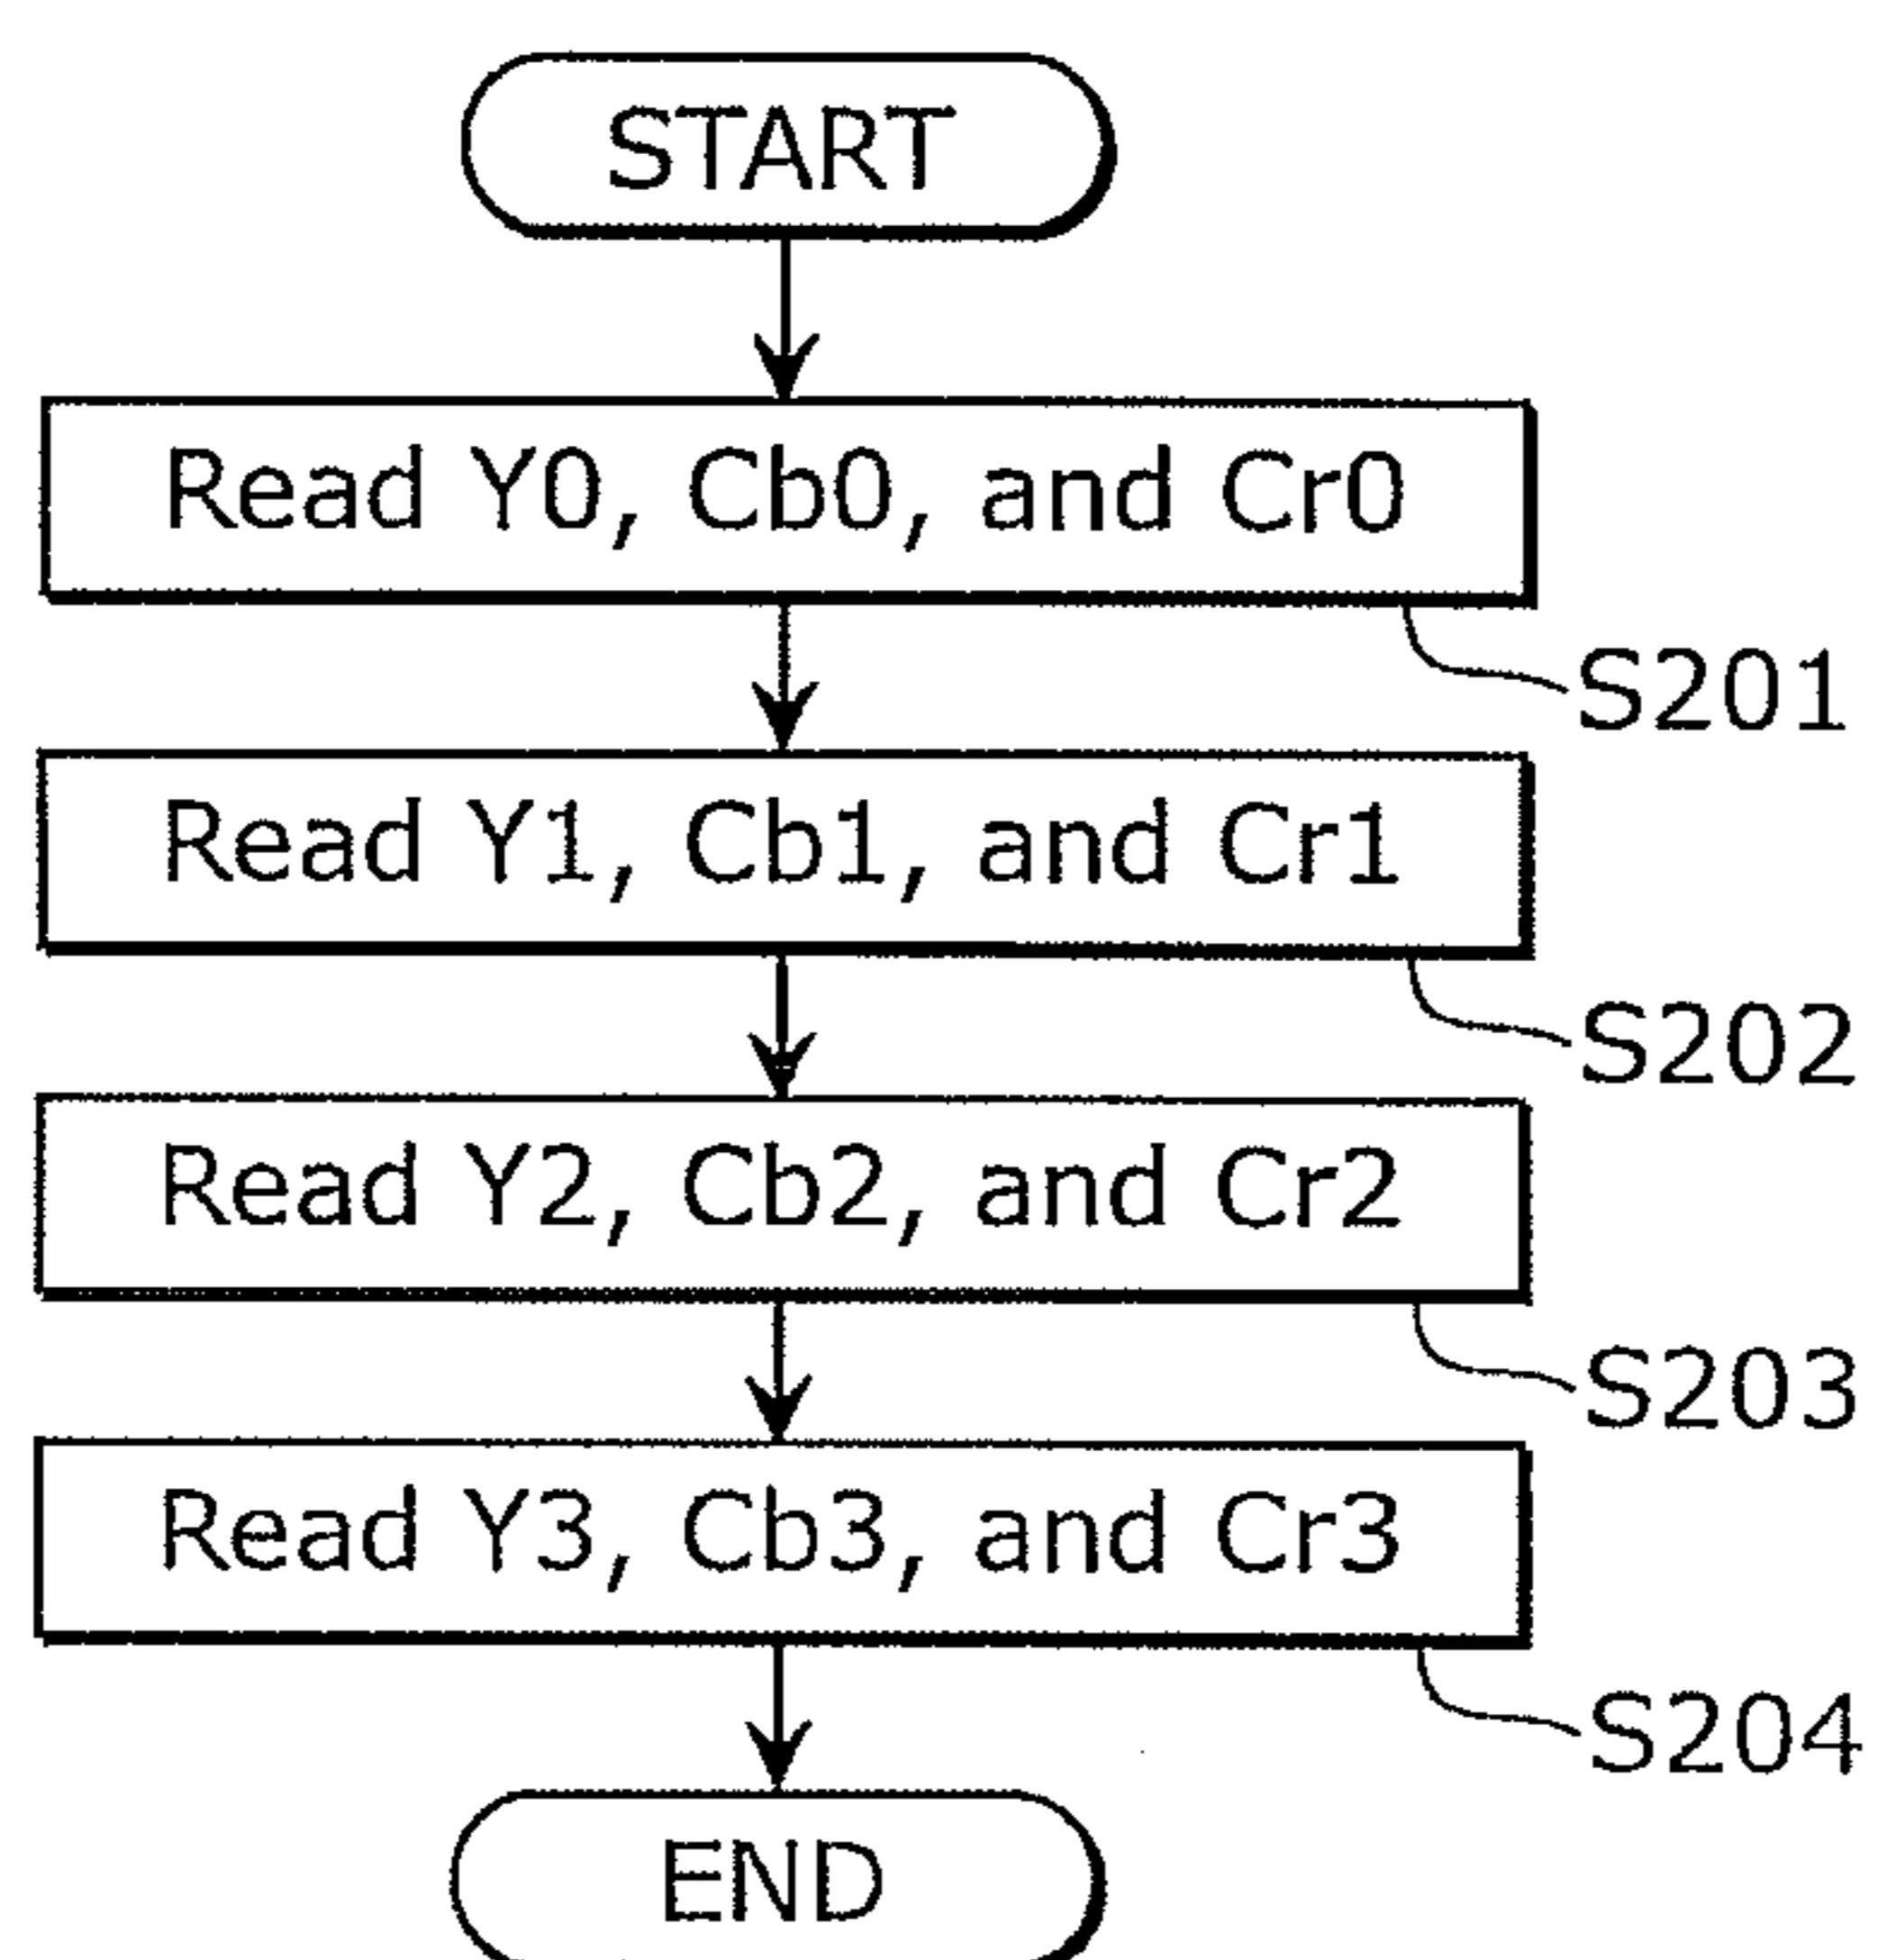 START
Read Y0, Cb0, and Cr0
S201
Read Y1, Cb1, and Cr1
S202
Read Y2, Cb2, and Cr2
S203
Read Y3, Cb3, and Cr3
S204
END